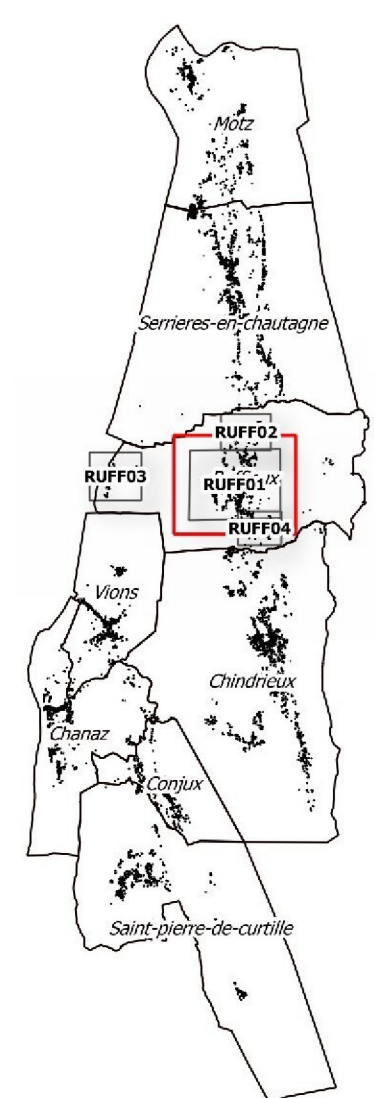 Motz
Serrieres-en-chautagne
RUFF02
RUFF03
RUFF01
RUFF04
Vions
Chindrieux
Chanaz
Conjux
Saint-pierre-de-curtille